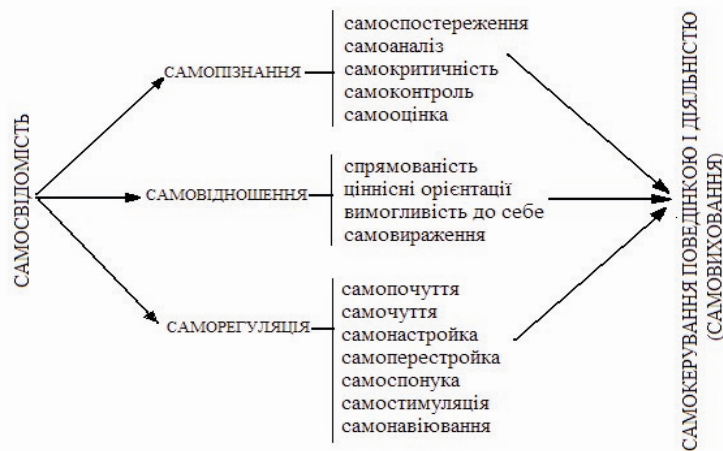 САМОСВІДОМІСТЬ
САМОПІЗНАННЯ
самоспостереження
самоаналіз
самокритичність
самоконтроль
самооцінка
САМОВІДНОШЕННЯ
спрямованість
ціннісні орієнтації
вимогливість до себе
самовираження
САМОРЕГУЛЯЦІЯ
самопочуття
самочуття
самонастройка
саморерестройка
самоспонука
самостимуляція
самонавіювання
САМОКЕРУВАННЯ ПОВЕДІНКОЮ І ДІЯЛЬНІСТЮ
(САМОВИХОВАННЯ)